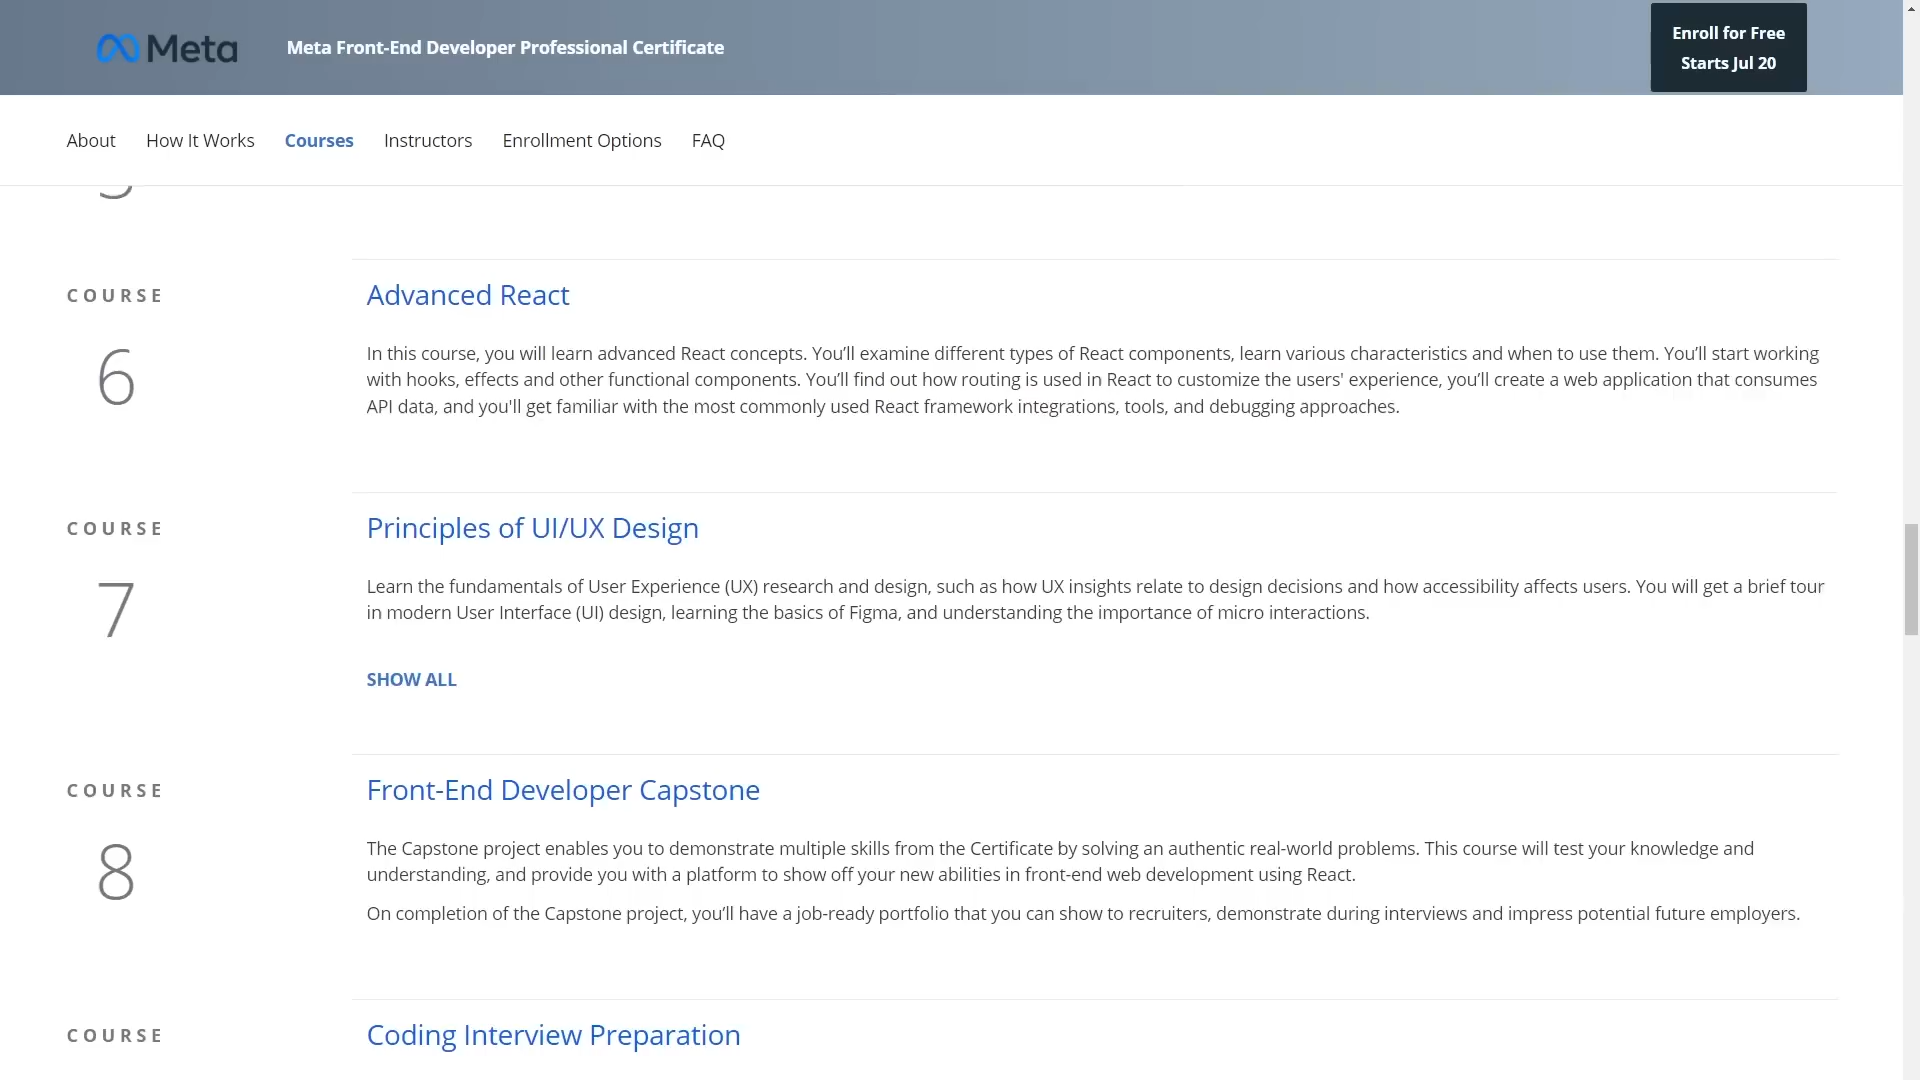 Meta
Meta Front-End Developer Professional Certificate
Enroll for Free
Starts Jul 20
About
How It Works
Courses
Instructors
Enrollment Options
FAQ
COURSE
6
Advanced React
In this course, you will learn advanced React concepts. You’ll examine different types of React components, learn various characteristics and when to use them. You’ll start working
with hooks, effects and other functional components. You’ll find out how routing is used in React to customize the users' experience, you’ll create a web application that consumes
API data, and you'll get familiar with the most commonly used React framework integrations, tools, and debugging approaches.
COURSE
7
Principles of UI/UX Design
Learn the fundamentals of User Experience (UX) research and design, such as how UX insights relate to design decisions and how accessibility affects users. You will get a brief tour
in modern User Interface (UI) design, learning the basics of Figma, and understanding the importance of micro interactions.
SHOW ALL
COURSE
8
Front-End Developer Capstone
The Capstone project enables you to demonstrate multiple skills from the Certificate by solving an authentic real-world problems. This course will test your knowledge and
understanding, and provide you with a platform to show off your new abilities in front-end web development using React.
On completion of the Capstone project, you’ll have a job-ready portfolio that you can show to recruiters, demonstrate during interviews and impress potential future employers.
COURSE
Coding Interview Preparation